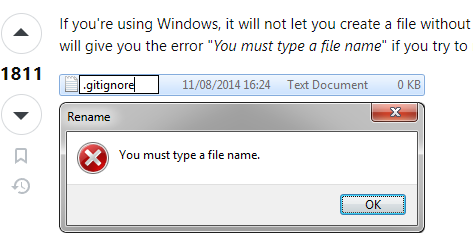 If you're using Windows, it will not let you create a file without
will give you the error "You must type a file name" if you try to
1811
.gitignore 11/08/2014 16:24 Text Document 0 KB
Rename
You must type a file name.
OK